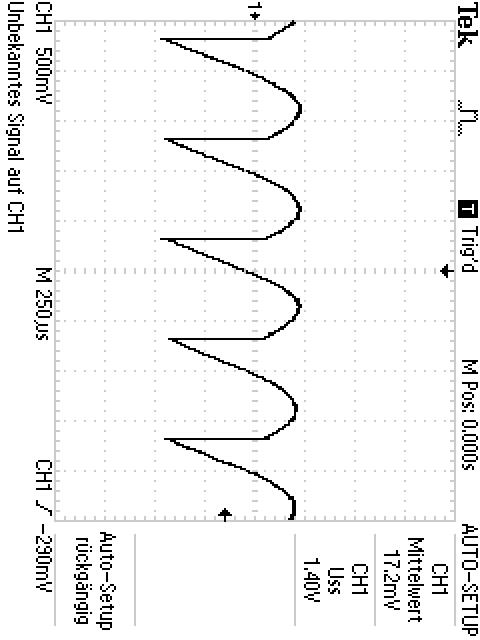 Tek T Trig'd M Pos: 0.000s AUTO-SETUP
CH1
Mittelwert
17.2mV
CH1
Uss
1.40V
Auto-Setup
rückgängig
1
CH1 500mV M 250µs CH1 -290mV
Unbekanntes Signal auf CH1